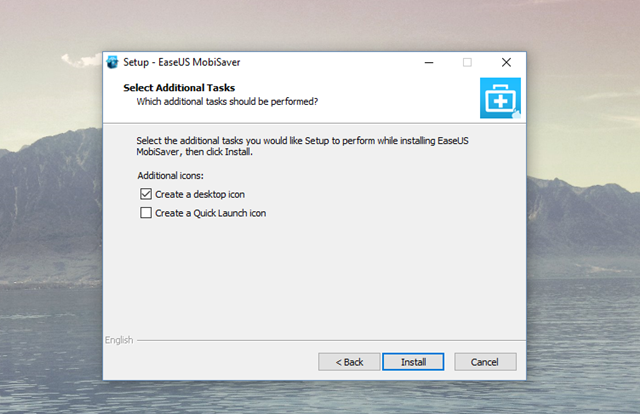 Setup - EaseUS MobiSaver
Select Additional Tasks
Which additional tasks should be performed?
Select the additional tasks you would like Setup to perform while installing EaseUS
MobiSaver, then click Install.
Additional icons:
Create a desktop icon
Create a Quick Launch icon
English
< Back Install Cancel